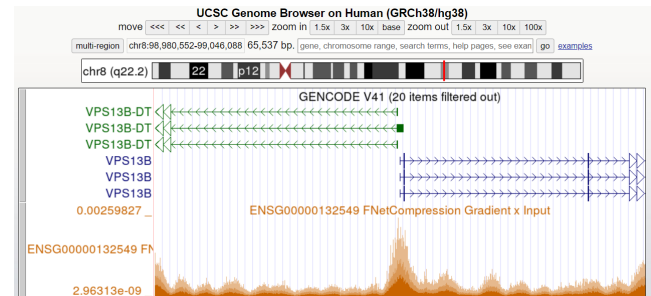 UCSC Genome Browser on Human (GRCh38/hg38)
move <<< << < > >> >>> zoom in 1.5x 3x 10x base zoom out 1.5x 3x 10x 100x
multi-region chr8:98,980,552-99,046,088 65,537 bp. gene, chromosome range, search terms, help pages, see exan go examples
chr8 (q22.2) 22 p12
GENCODE V41 (20 items filtered out)
VPS13B-DT
VPS13B-DT
VPS13B-DT
VPS13B
VPS13B
VPS13B
0.00259827 _ ENSG00000132549 FNetCompression Gradient x Input
ENSG00000132549 FN
2.96313e-09 _